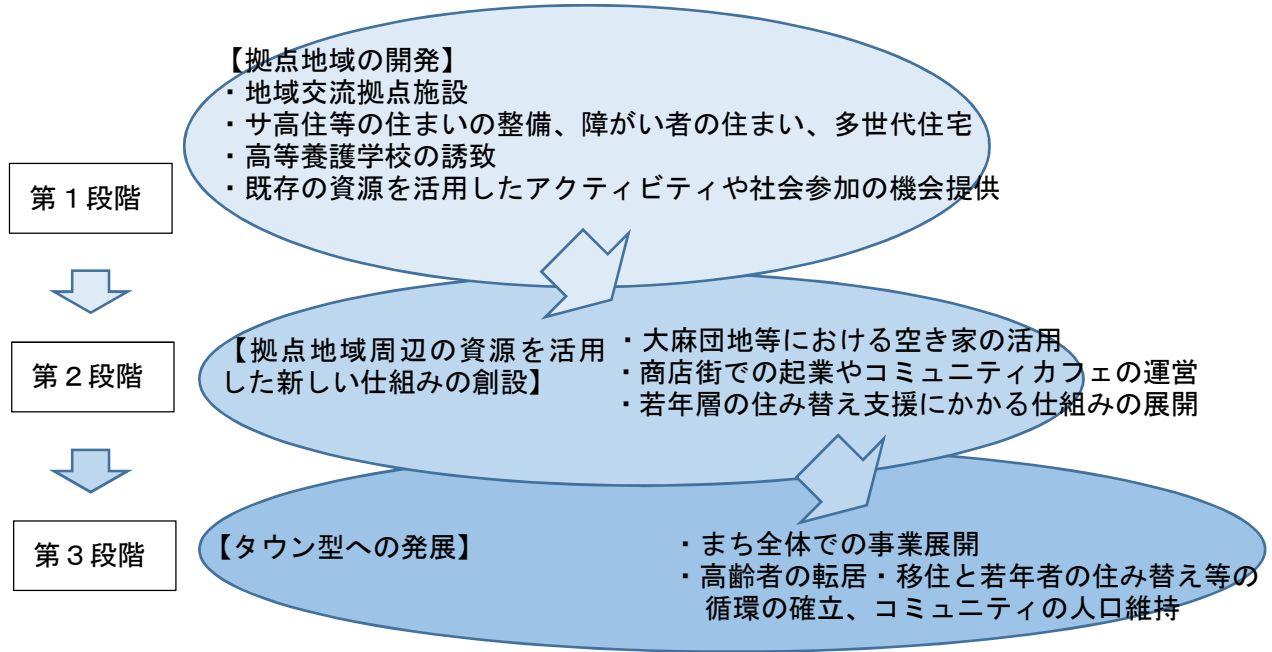 【拠点地域の開発】
・地域交流拠点施設
・サ高住等の住まいの整備、障がい者の住まい、多世代住宅
・高等養護学校の誘致
・既存の資源を活用したアクティビティや社会参加の機会提供
第１段階
第２段階
【拠点地域周辺の資源を活用
した新しい仕組みの創設】
・大麻団地等における空き家の活用
・商店街での起業やコミュニティカフェの運営
・若年層の住み替え支援にかかる仕組みの展開
第３段階
【タウン型への発展】
・まち全体での事業展開
・高齢者の転居・移住と若年者の住み替え等の
循環の確立、コミュニティの人口維持